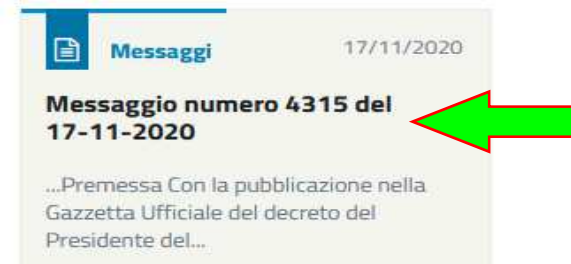 Messaggi 17/11/2020
Messaggio numero 4315 del
17-11-2020
...Premessa Con la pubblicazione nella
Gazzetta Ufficiale del decreto del
Presidente del...